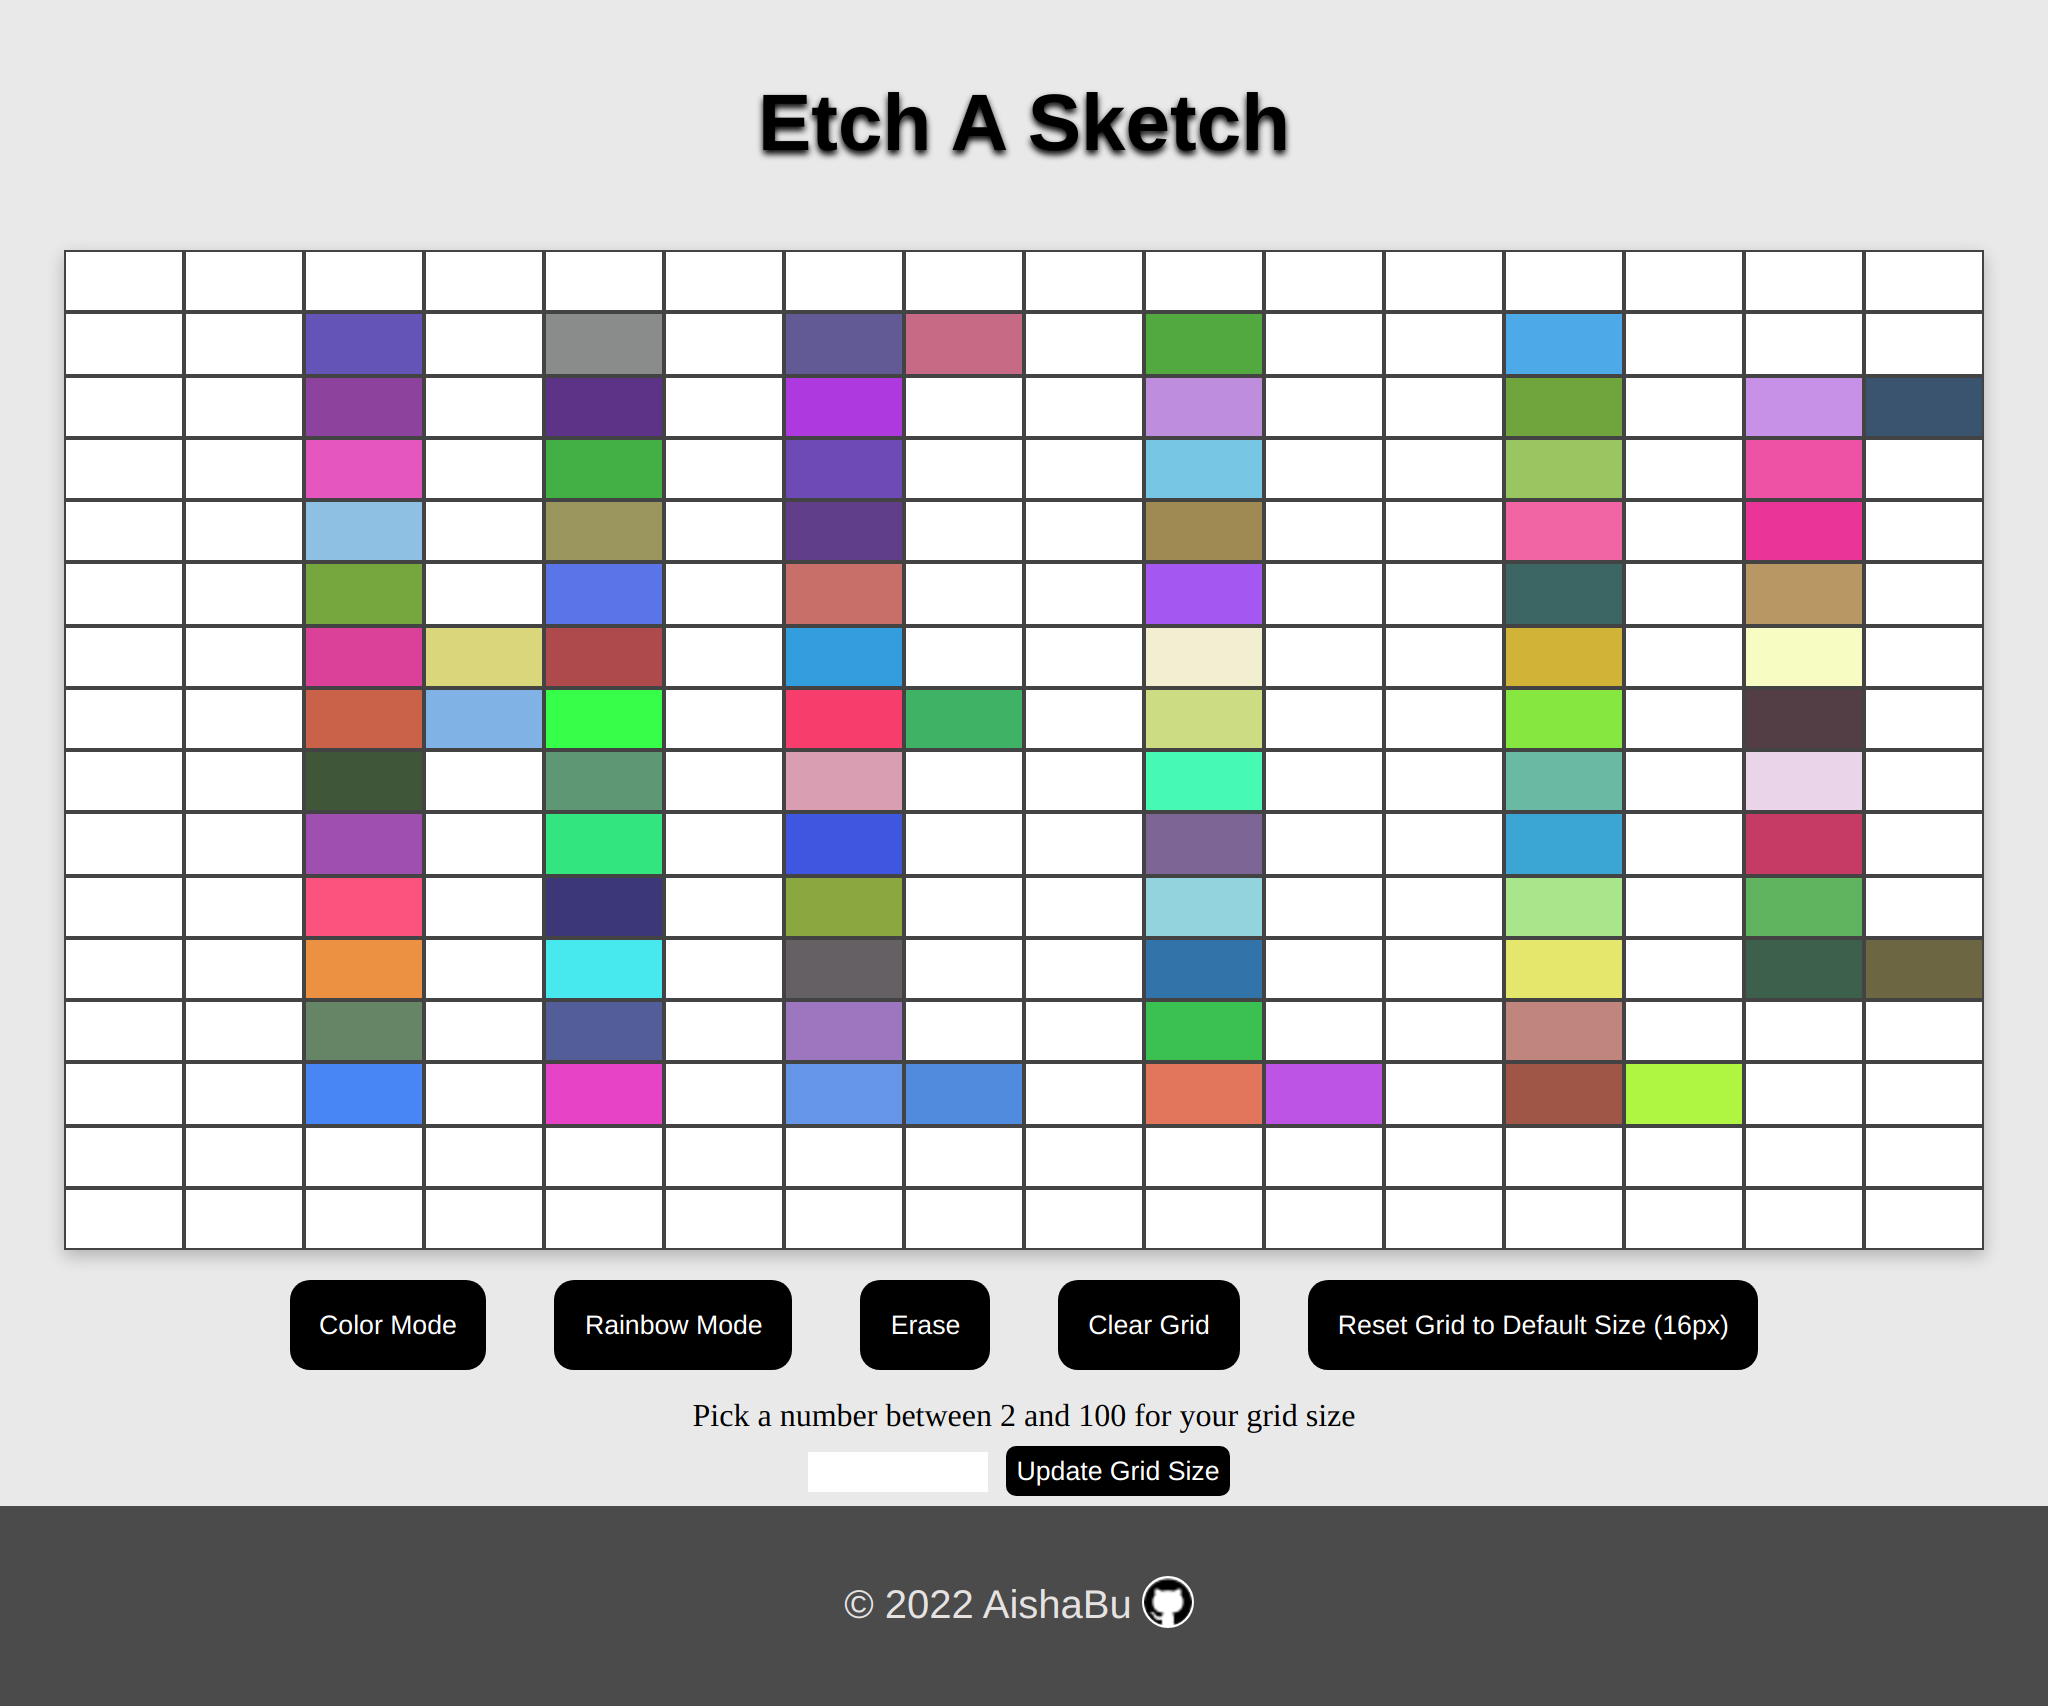 Etch A Sketch
HELLO
Color Mode
Rainbow Mode
Erase
Clear Grid
Reset Grid to Default Size (16px)
Pick a number between 2 and 100 for your grid size
Update Grid Size
© 2022 AishaBu